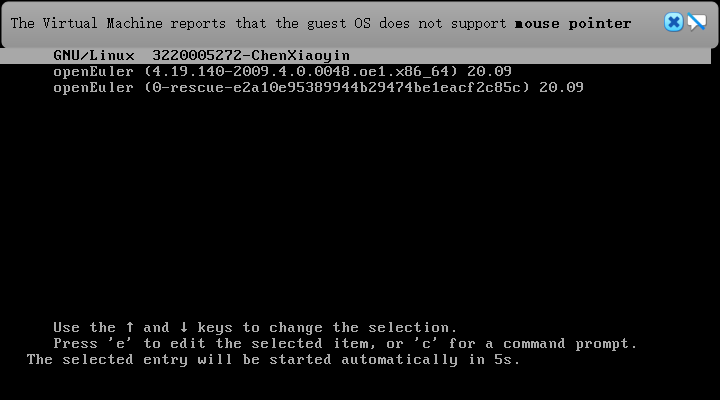 The Virtual Machine reports that the guest OS does not support mouse pointer
GNU/Linux  3220005272-ChenXiaoyin
openEuler (4.19.140-2009.4.0.0048.oe1.x86_64) 20.09
openEuler (0-rescue-e2a10e95389944b29474be1eacf2c85c) 20.09
Use the ↑ and ↓ keys to change the selection.
Press 'e' to edit the selected item, or 'c' for a command prompt.
The selected entry will be started automatically in 5s.